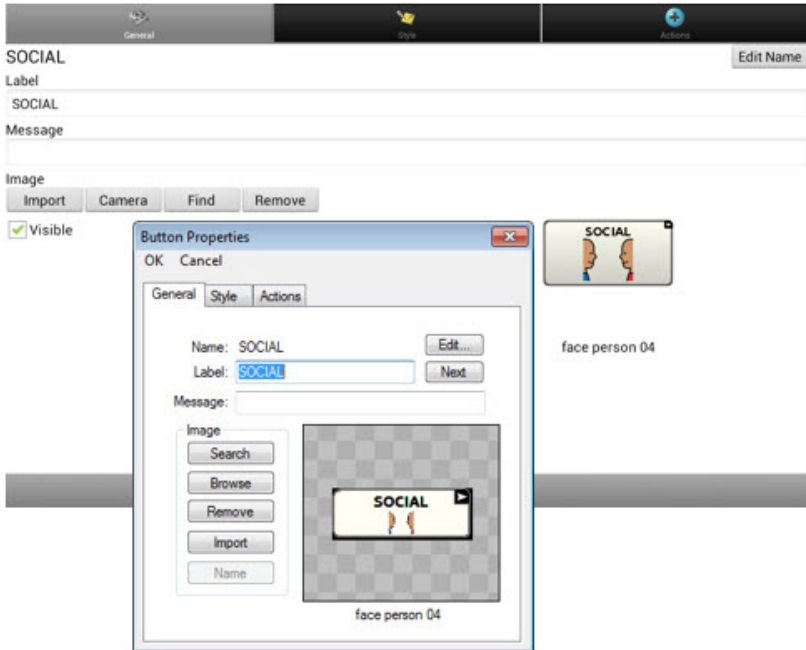 General Style Actions
SOCIAL Edit Name
Label
SOCIAL
Message
Image
Import Camera Find Remove
Visible
SOCIAL
face person 04
Button Properties
OK Cancel
General Style Actions
Name: SOCIAL Edit...
Label: SOCIAL Next
Message:
Image
Search
Browse
Remove
Import
Name
SOCIAL
face person 04